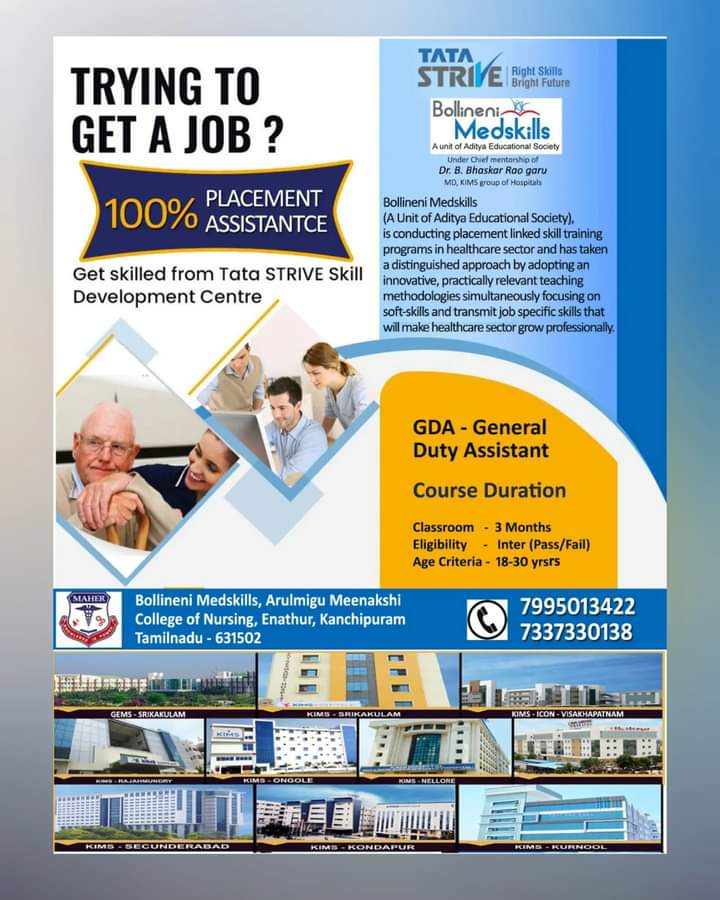 TRYING TO
GET A JOB ?
100% PLACEMENT
ASSISTANTCE
Get skilled from Tata STRIVE Skill
Development Centre
TATA
STRIVE
Right Skills
Bright Future
Bollineni
Medskills
A unit of Aditya Educational Society
Under Chief mentorship of
Dr. B. Bhaskar Rao garu
MD, KIMS group of Hospitals
Bollineni Medskills
(A Unit of Aditya Educational Society),
is conducting placement linked skill training
programs in healthcare sector and has taken
a distinguished approach by adopting an
innovative, practically relevant teaching
methodologies simultaneously focusing on
soft-skills and transmit job specific skills that
will make healthcare sector grow professionally.
GDA - General
Duty Assistant
Course Duration
Classroom - 3 Months
Eligibility - Inter (Pass/Fail)
Age Criteria - 18-30 yrsrs
MAHER
Bollineni Medskills, Arulmigu Meenakshi
College of Nursing, Enathur, Kanchipuram
Tamilnadu - 631502
7995013422
7337330138
GEMS - SRIKAKULAM
KIMS - SRIKAKULAM
KIMS - ICON - VISAKHAPATNAM
KIMS - RAJAHMUNDRY
KIMS
KIMS - ONGOLE
KIMS - NELLORE
KIMS - SECUNDERABAD
KIMS - KONDAPUR
KIMS - KURNOOL